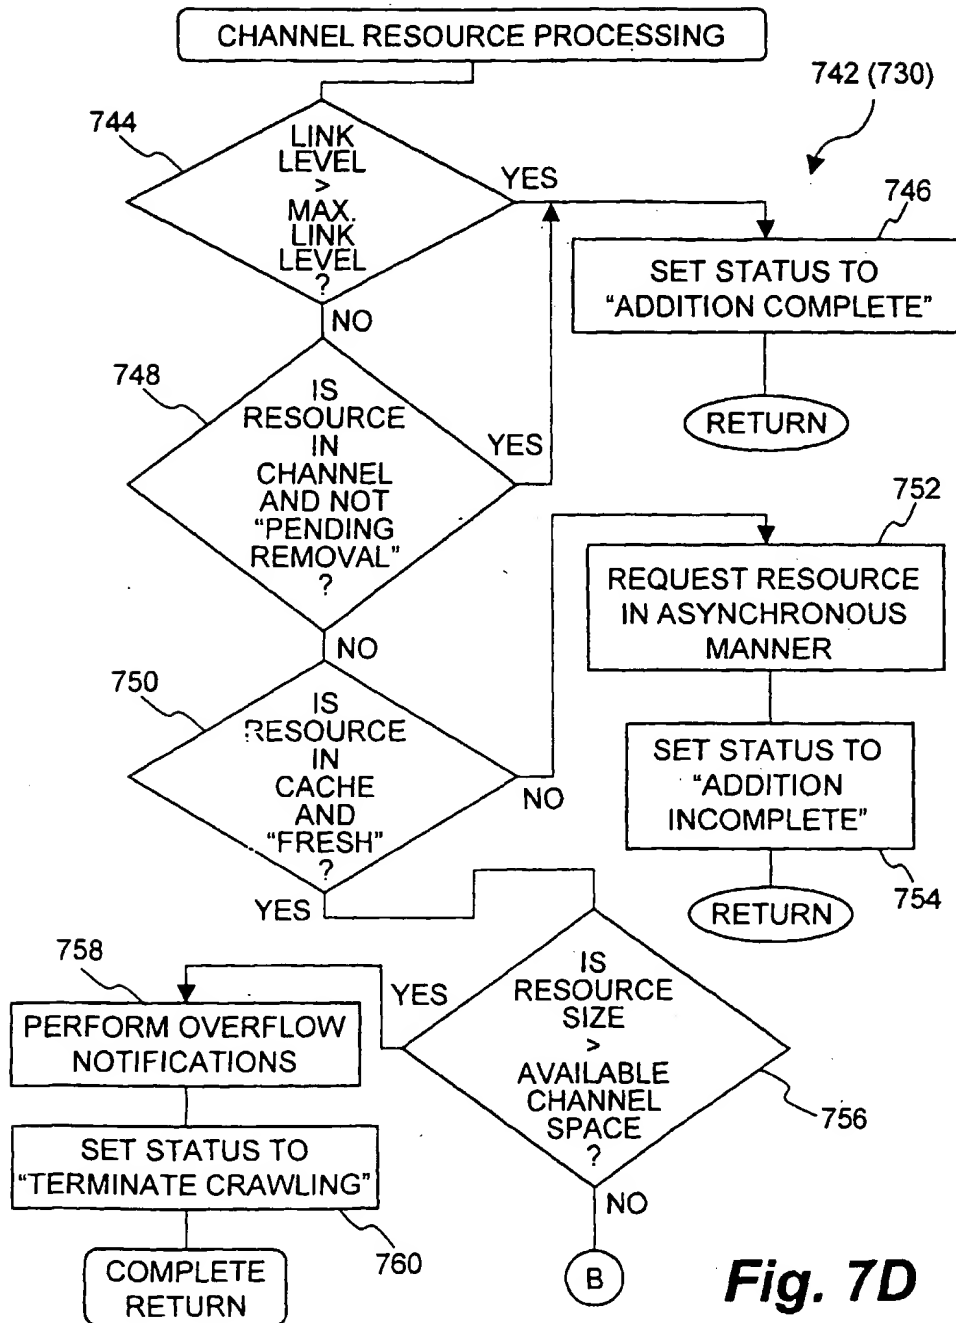 CHANNEL RESOURCE PROCESSING
742 (730)
744
LINK
LEVEL
>
MAX.
LINK
LEVEL
?
YES
NO
746
SET STATUS TO
“ADDITION COMPLETE”
RETURN
748
IS
RESOURCE
IN
CHANNEL
AND NOT
“PENDING
REMOVAL”
?
YES
NO
752
REQUEST RESOURCE
IN ASYNCHRONOUS
MANNER
750
IS
RESOURCE
IN
CACHE
AND
“FRESH”
?
NO
YES
SET STATUS TO
“ADDITION
INCOMPLETE”
754
RETURN
758
PERFORM OVERFLOW
NOTIFICATIONS
YES
IS
RESOURCE
SIZE
>
AVAILABLE
CHANNEL
SPACE
?
756
NO
SET STATUS TO
“TERMINATE CRAWLING”
760
COMPLETE
RETURN
B
Fig. 7D